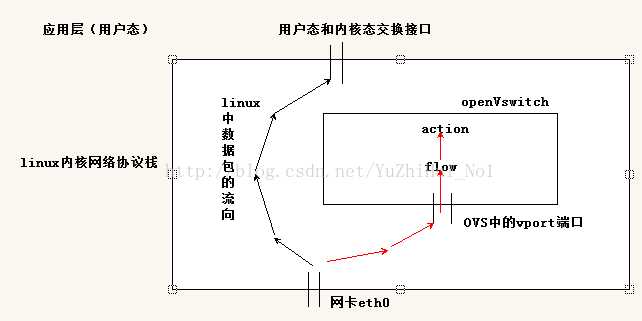 应用层（用户态）
用户态和内核态交换接口
linux
中
数
据
包
的
流
向
openVswitch
action
linux内核网络协议栈
http://blog.csdn.net/YuZhiHui_No1
flow
OVS中的vport端口
网卡eth0